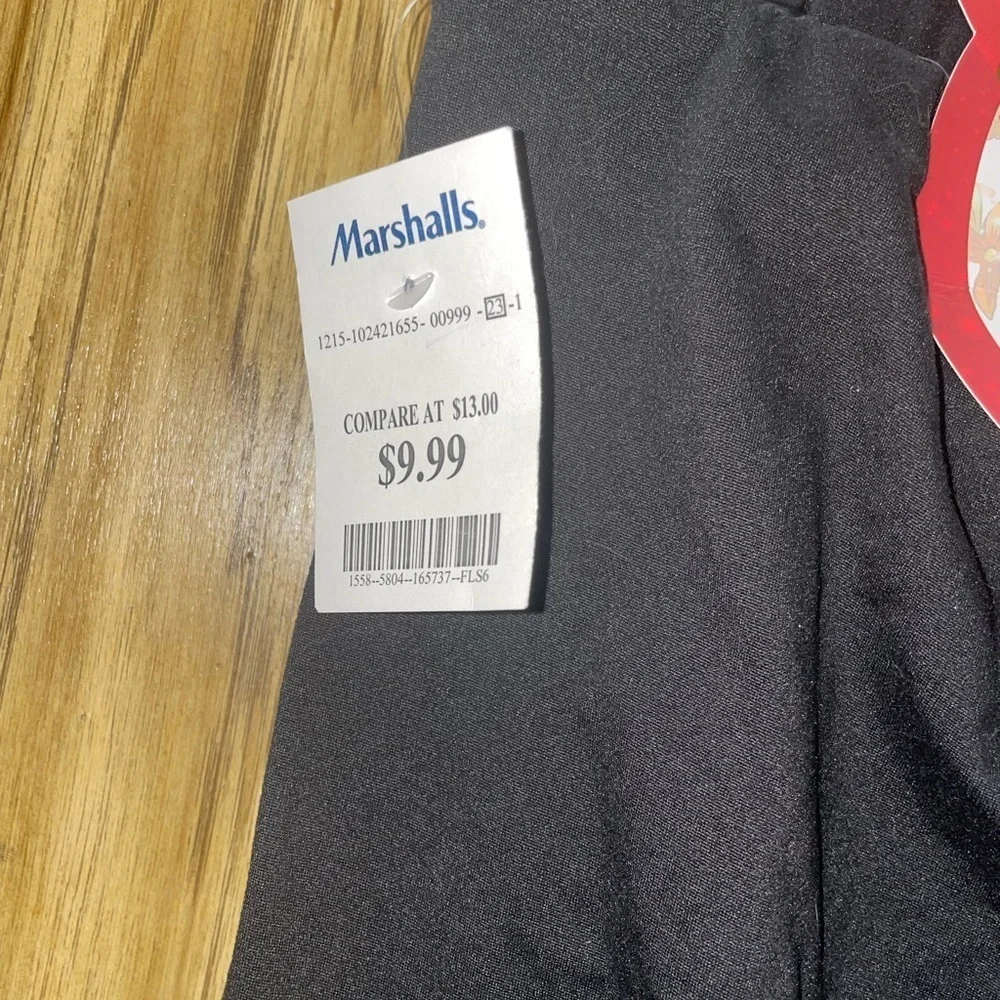 Marshalls.
1215-102421655- 00999 -23-1
COMPARE AT $13.00
$9.99
1558--5804--165737--FLS6